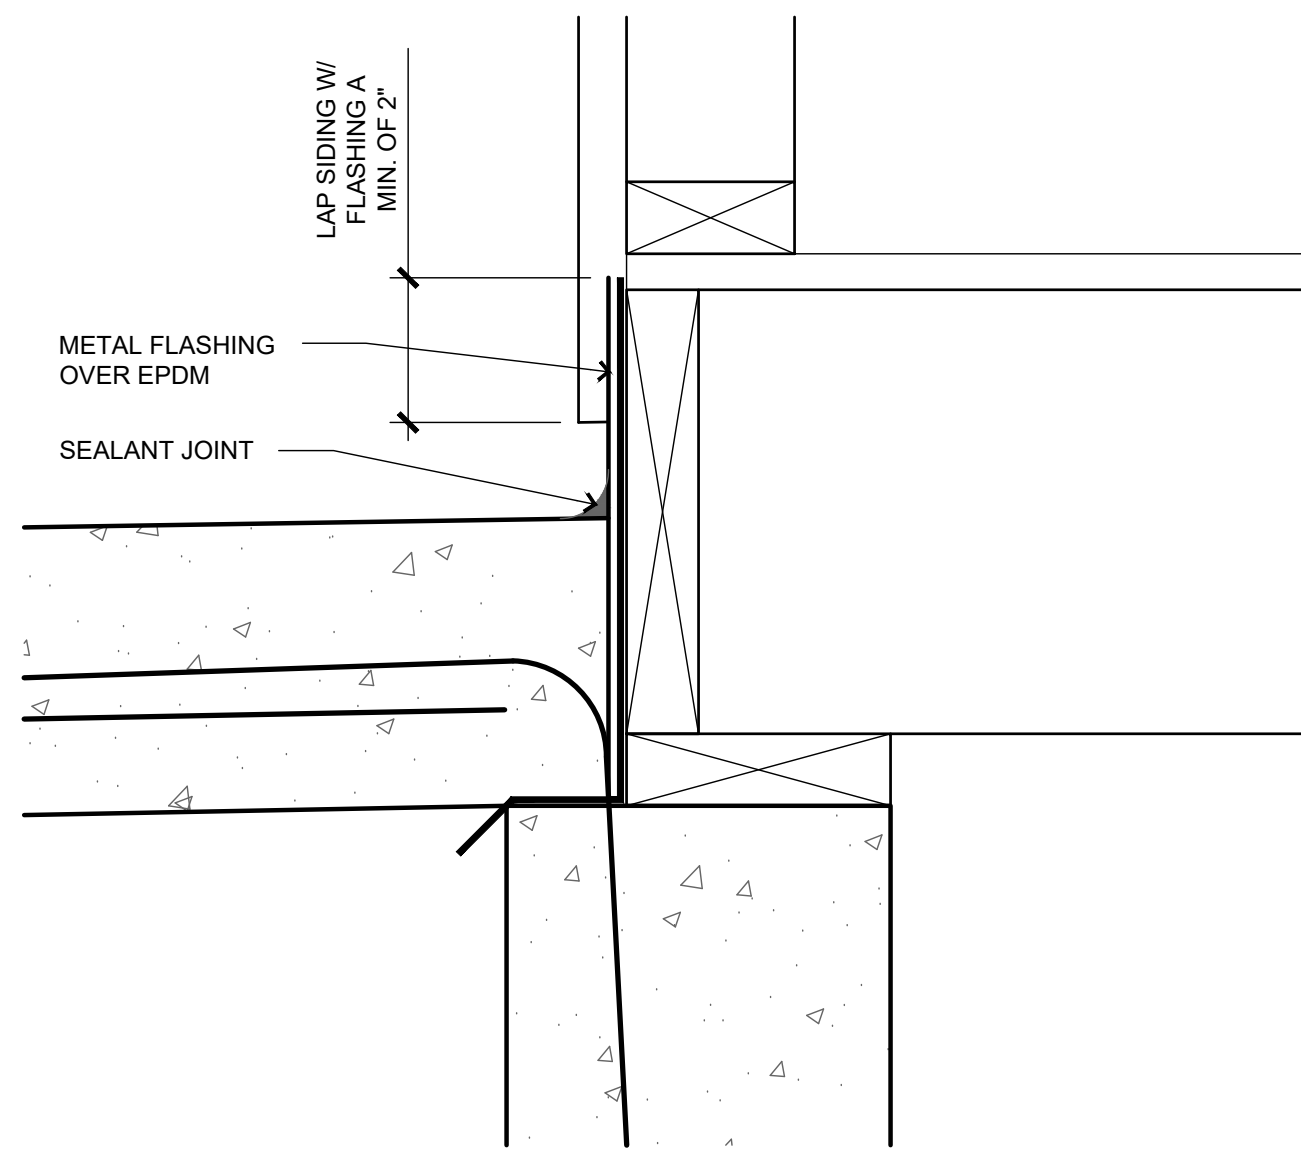 LAP SIDING W/
FLASHING A
MIN. OF 2"
METAL FLASHING
OVER EPDM
SEALANT JOINT